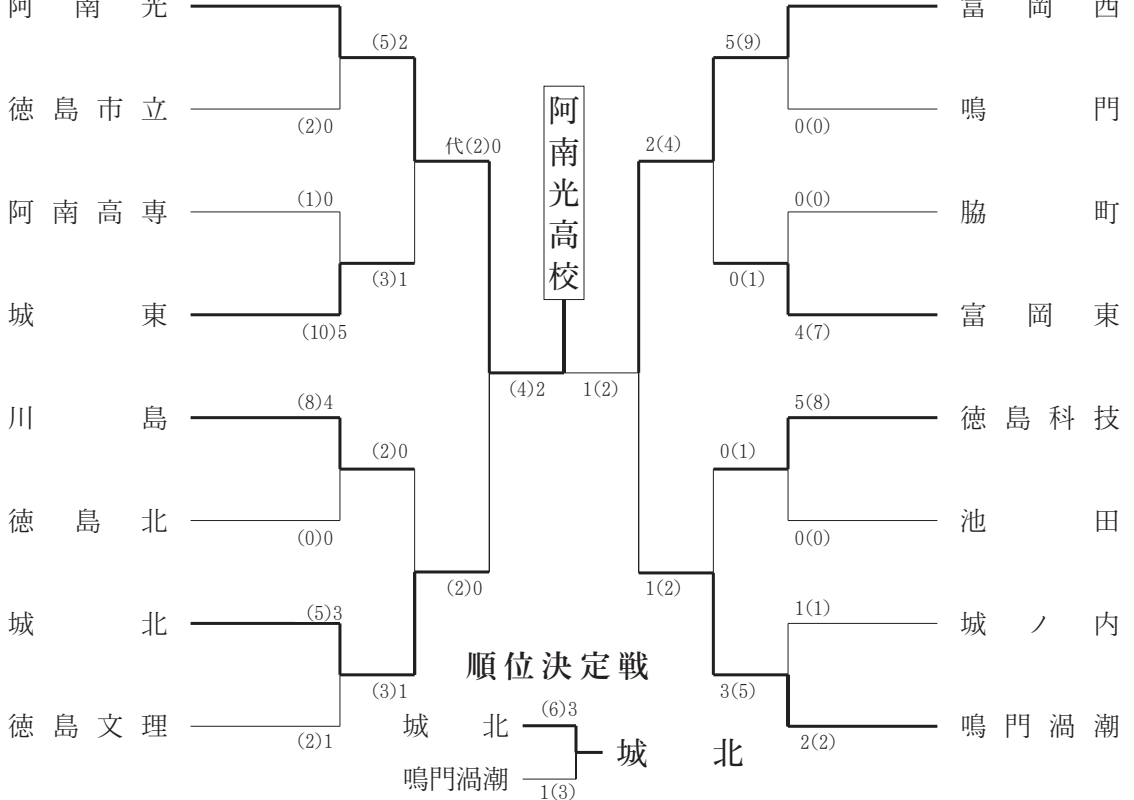 阿南光
富岡西
(5)2
5(9)
徳島市立
鳴門
(2)0
0(0)
代(2)0
阿南光高校
2(4)
阿南高専
(1)0
0(0)
脇町
(3)1
0(1)
城東
富岡東
(10)5
4(7)
(4)2
1(2)
川島
(8)4
5(8)
徳島科技
(2)0
0(1)
徳島北
池田
(0)0
0(0)
(2)0
1(2)
城北
(5)3
1(1)
城ノ内
順位決定戦
(3)1
3(5)
徳島文理
鳴門渦潮
(2)1
2(2)
城北
(6)3
城北
鳴門渦潮
1(3)